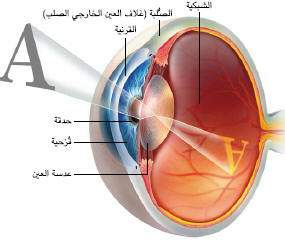 الشبكية
الصُّلبة (غلاف العين الخارجي الصلب)
القرنية
حدقة
قُزحية
عدسة العين
A
A